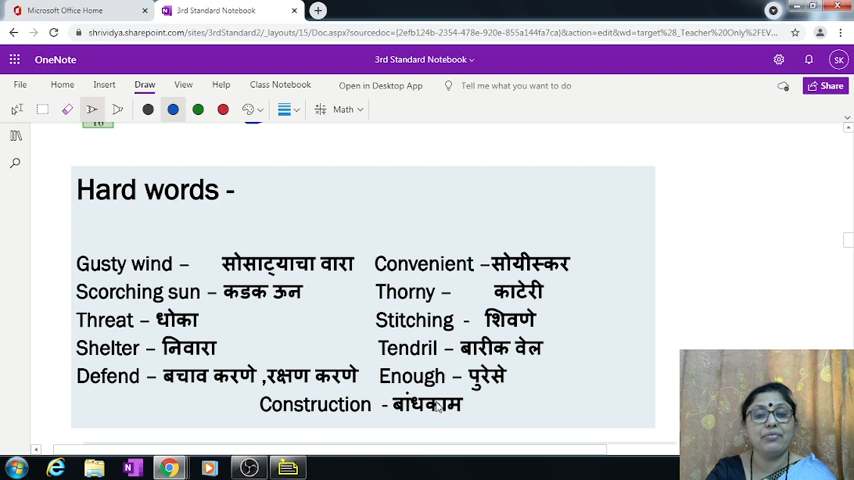 Microsoft Office Home
3rd Standard Notebook
shrividya.sharepoint.com/sites/3rdStandard2/_layouts/15/Doc.aspx?sourcedoc={2efb124b-2354-478e-920e-855a144fa7ca}&action=edit&wd=target%28_Teacher%20Only%2FEV...
OneNote
3rd Standard Notebook
SK
File Home Insert Draw View Help Class Notebook Open in Desktop App Tell me what you want to do Share
Math
16
Hard words -
Gusty wind – सोसाट्याचा वारा Convenient –सोयीस्कर
Scorching sun – कडक ऊन Thorny – काटेरी
Threat – धोका Stitching - शिवणे
Shelter – निवारा Tendril – बारीक वेल
Defend – बचाव करणे ,रक्षण करणे Enough – पुरेसे
Construction - बांधकाम